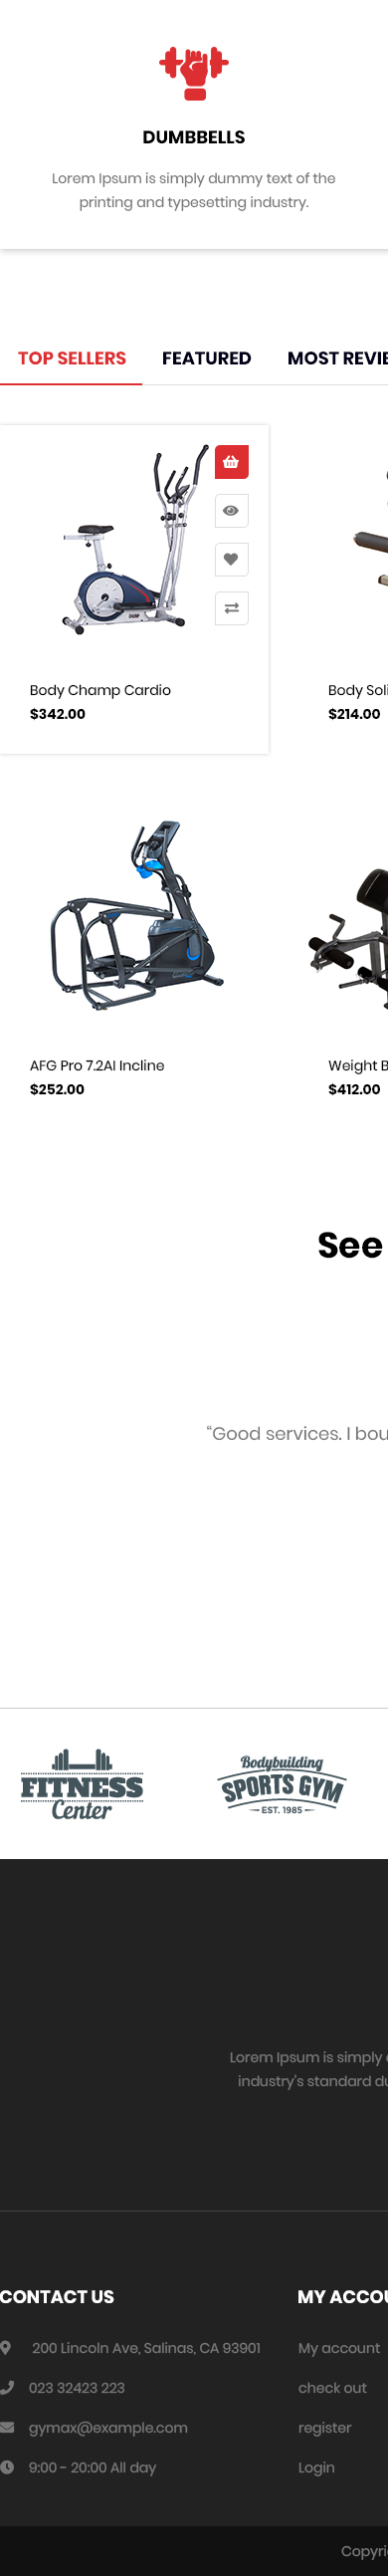 DUMBBELLS
Lorem Ipsum is simply dummy text of the
printing and typesetting industry.
TOP SELLERS FEATURED MOST REVIE
Body Champ Cardio Body Soli
$342.00 $214.00
AFG Pro 7.2AI Incline Weight B
$252.00 $412.00
See
“Good services. I bou
FITNESS
Center
Bodybuilding
SPORTS GYM
EST. 1985
Lorem Ipsum is simply
industry's standard du
CONTACT US MY ACCOU
200 Lincoln Ave, Salinas, CA 93901 My account
023 32423 223 check out
gymax@example.com register
9:00 - 20:00 All day Login
Copyri